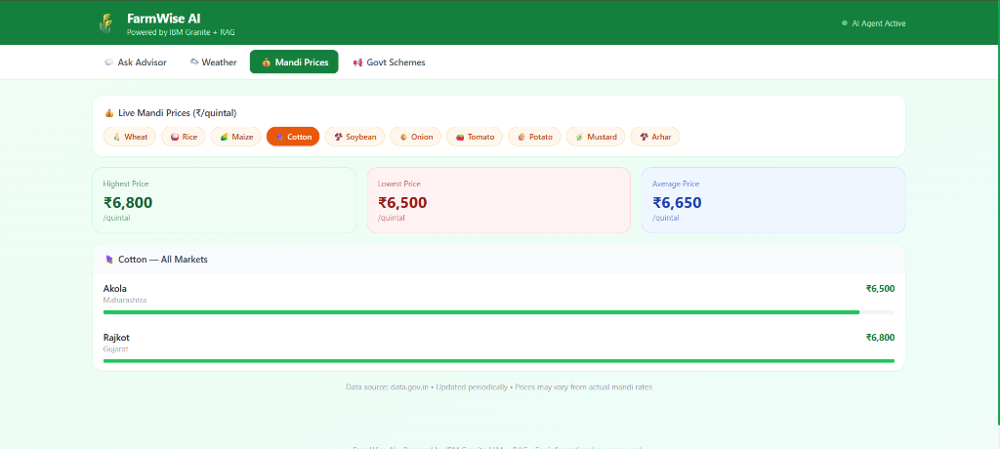 FarmWise AI
Powered by IBM Granite + RAG
AI Agent Active
Ask Advisor
Weather
Mandi Prices
Govt Schemes
Live Mandi Prices (₹/quintal)
Wheat
Rice
Maize
Cotton
Soybean
Onion
Tomato
Potato
Mustard
Arhar
Highest Price
₹6,800
/quintal
Lowest Price
₹6,500
/quintal
Average Price
₹6,650
/quintal
Cotton — All Markets
Akola
₹6,500
Maharashtra
Rajkot
₹6,800
Gujarat
Data source: data.gov.in • Updated periodically • Prices may vary from actual mandi rates